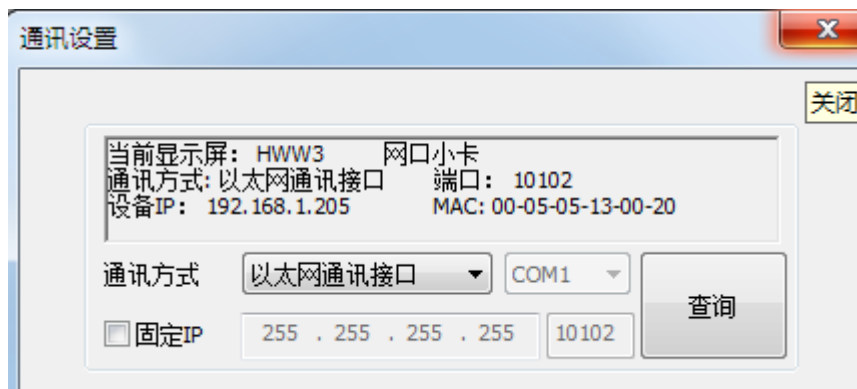 通讯设置
关闭
当前显示屏: HWW3 网口小卡
通讯方式: 以太网通讯接口 端口: 10102
设备IP: 192.168.1.205 MAC: 00-05-05-13-00-20
通讯方式 以太网通讯接口 COM1
查询
固定IP 255 . 255 . 255 . 255 10102